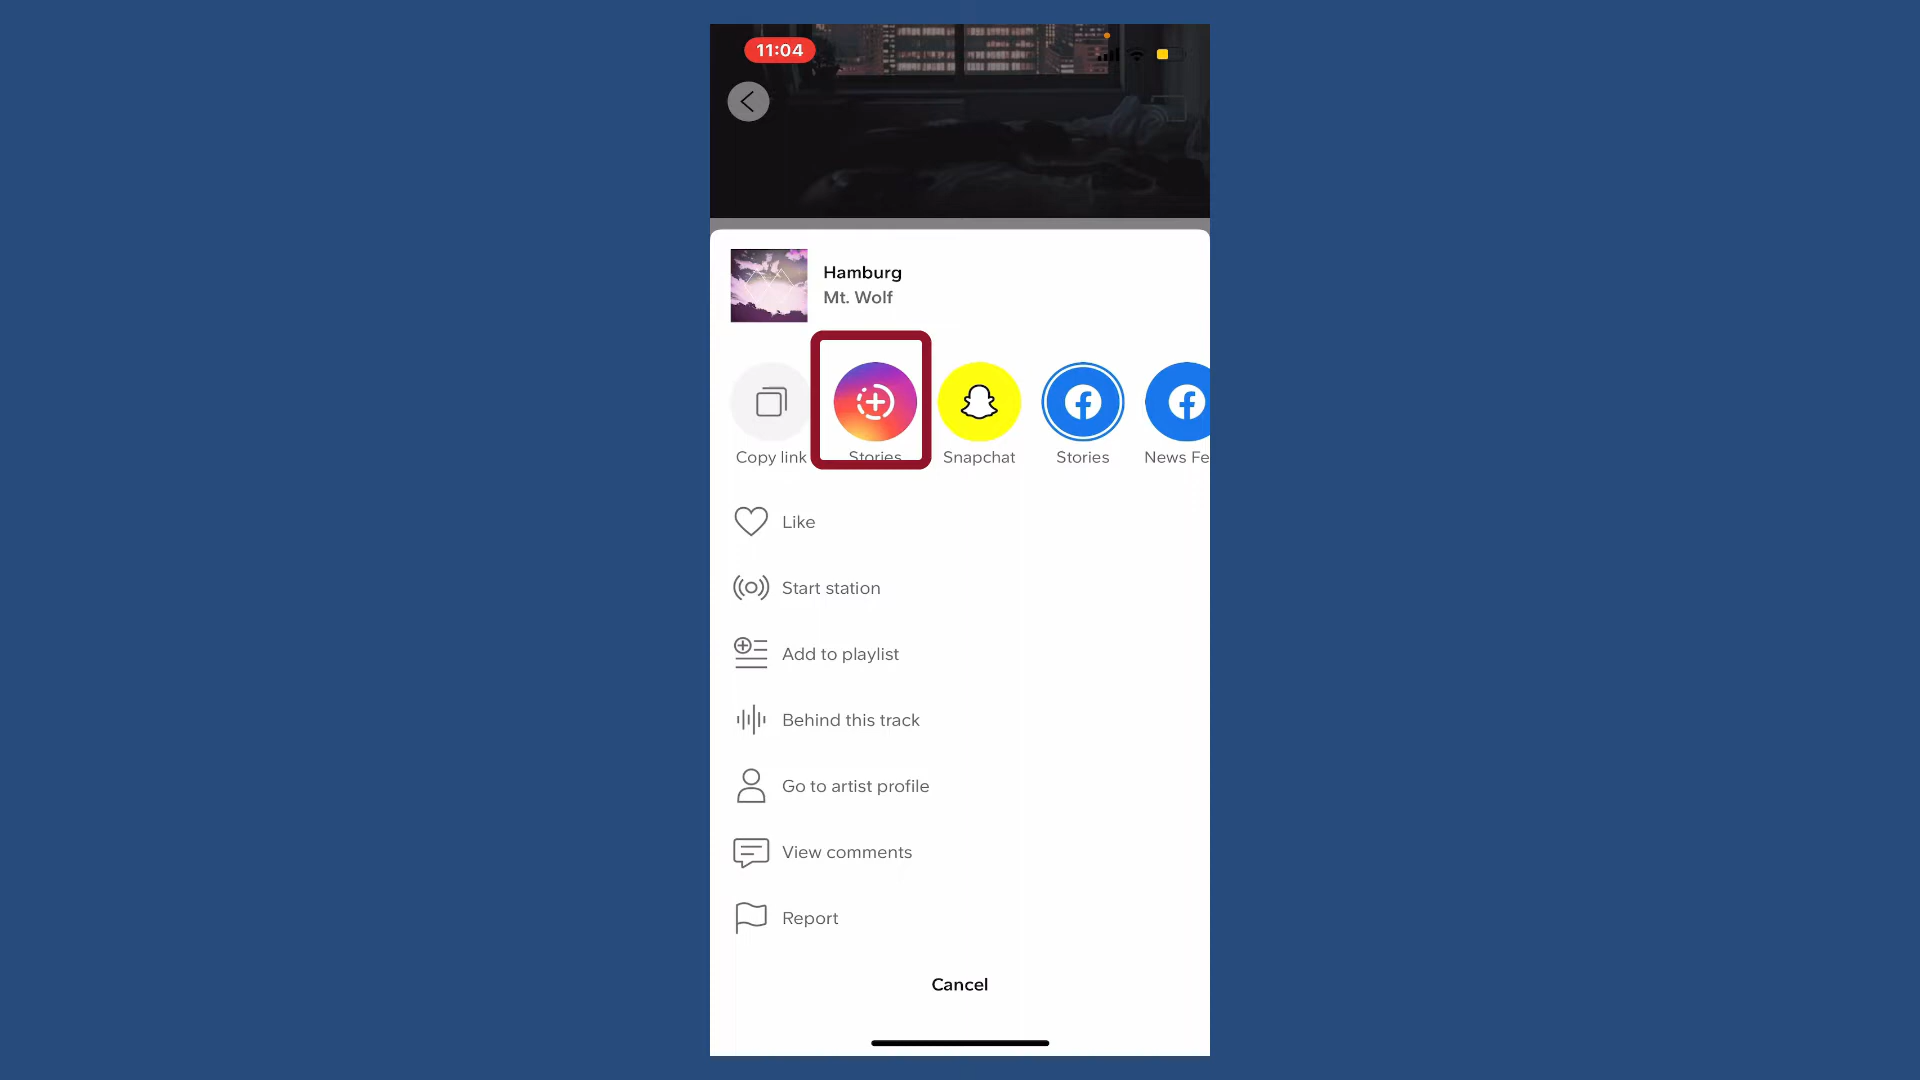 11:04
Hamburg
Mt. Wolf
Copy link
Stories
Snapchat
Stories
News Fe
Like
Start station
Add to playlist
Behind this track
Go to artist profile
View comments
Report
Cancel